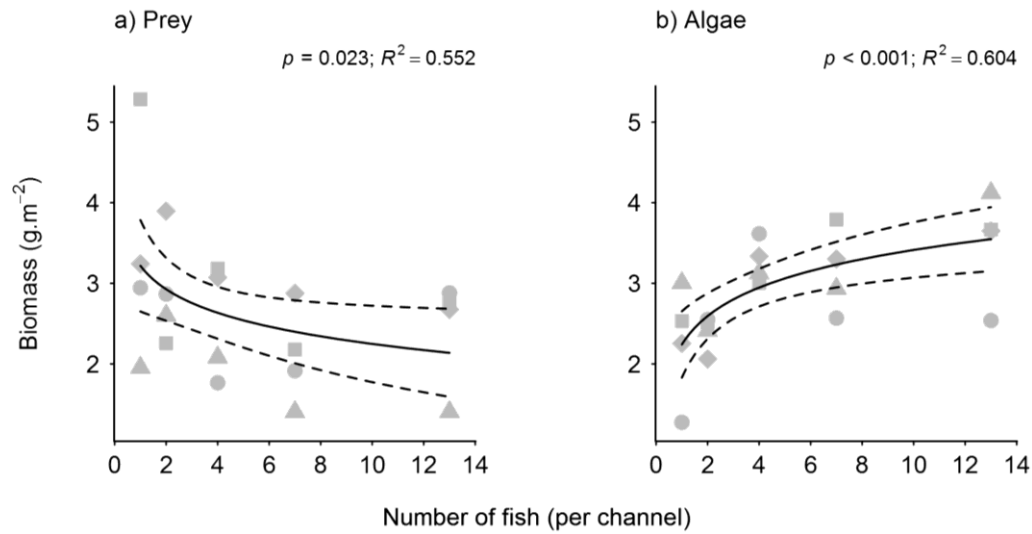 a) Prey
p = 0.023; R² = 0.552
b) Algae
p < 0.001; R² = 0.604
Biomass (g.m⁻²)
5
4
3
2
0 2 4 6 8 10 12 14
5
4
3
2
0 2 4 6 8 10 12 14
Number of fish (per channel)